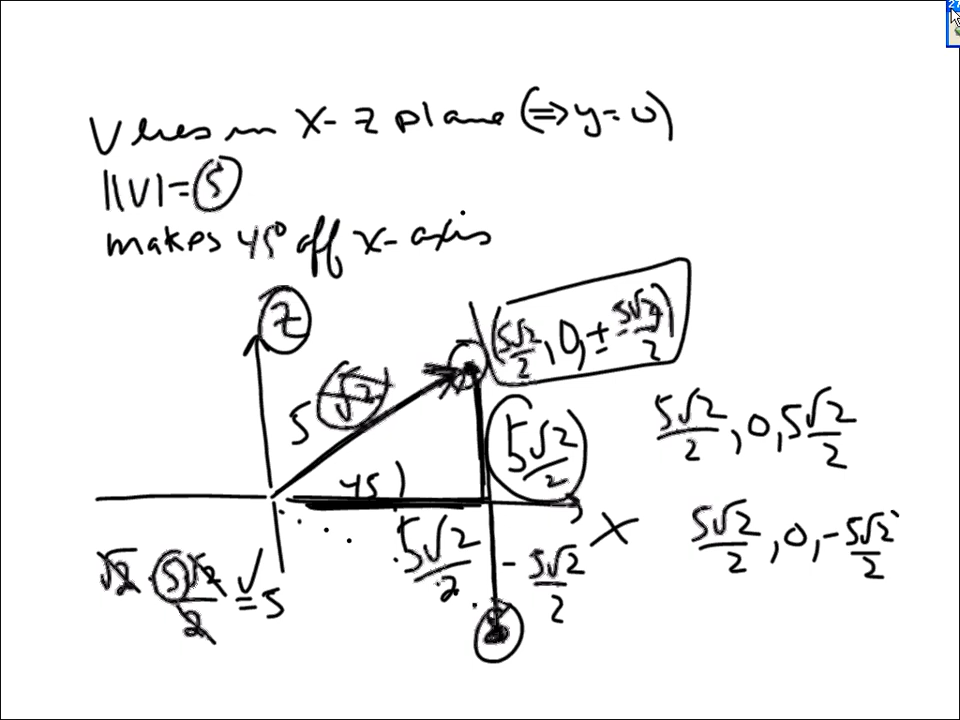 V lies in x-z plane (⇒y=0)
||V||=5
makes 45° off x-axis
z
(5√2/2, 0, ± 5√2/2)
5
√2
5√2/2
5√2/2, 0, 5√2/2
45
x
5√2/2
-5√2/2
5√2/2, 0, -5√2/2
√2 · 5√2/2 = 5